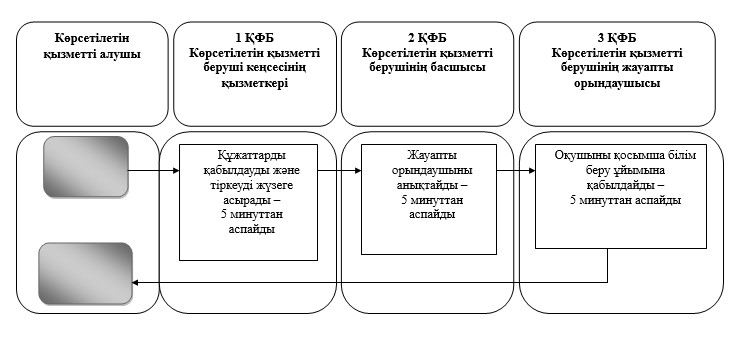 Көрсетілетін
қызметті алушы
1 ҚФБ
Көрсетілетін қызметті
беруші кеңсесінің
қызметкері
2 ҚФБ
Көрсетілетін қызметті
берушінің басшысы
3 ҚФБ
Көрсетілетін қызметті
берушінің жауапты
орындаушысы
Құжаттарды
қабылдауды және
тіркеуді жүзеге
асырады –
5 минуттан
аспайды
Жауапты
орындаушыны
анықтайды –
5 минуттан
аспайды
Оқушыны қосымша білім
беру ұйымына
қабылдайды –
5 минуттан аспайды